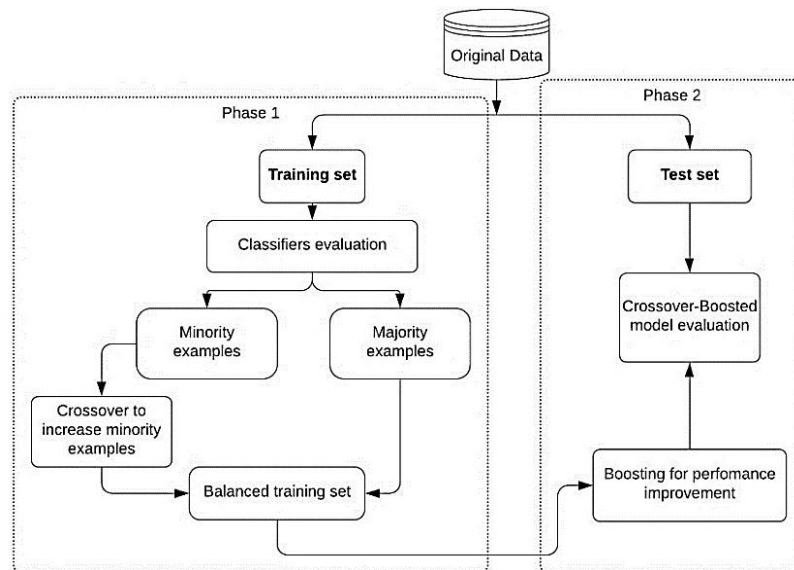 Original Data
Phase 1
Phase 2
Training set
Test set
Classifiers evaluation
Minority
examples
Majority
examples
Crossover-Boosted
model evaluation
Crossover to
increase minority
examples
Balanced training set
Boosting for perfomance
improvement